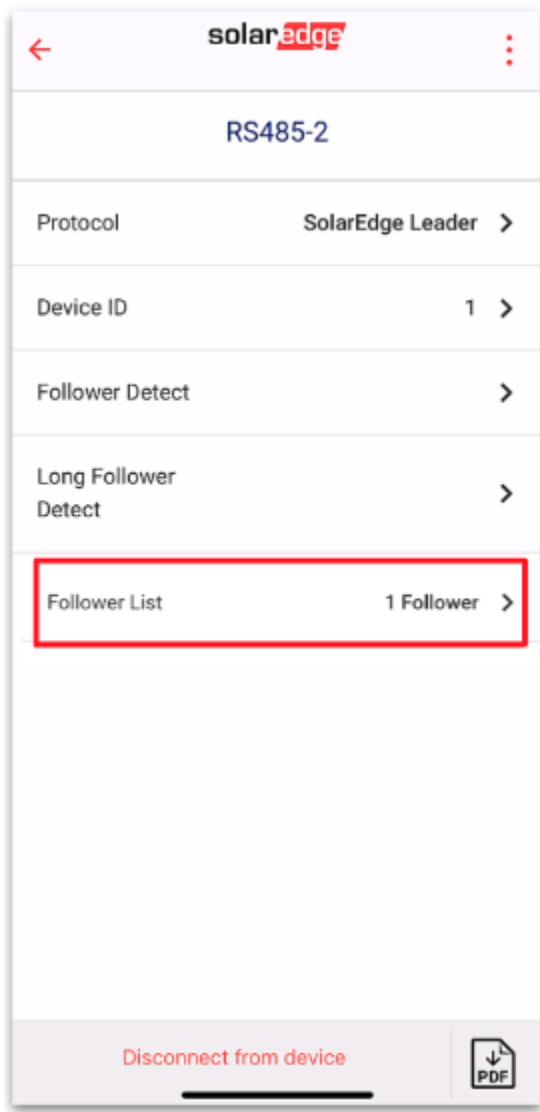 solaredge
RS485-2
Protocol SolarEdge Leader
Device ID 1
Follower Detect
Long Follower
Detect
Follower List 1 Follower
Disconnect from device
PDF